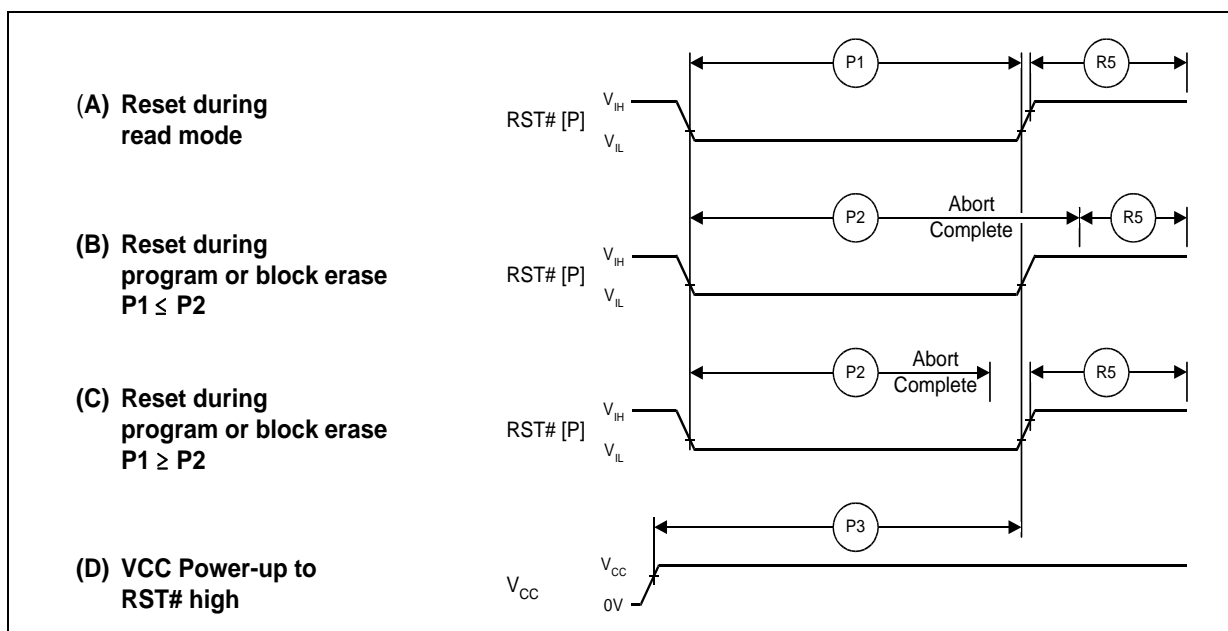 P1
R5
(A) Reset during
read mode
RST# [P]
VIH
VIL
P2
Abort
Complete
R5
(B) Reset during
program or block erase
P1 ≤ P2
RST# [P]
VIH
VIL
P2
Abort
Complete
R5
(C) Reset during
program or block erase
P1 ≥ P2
RST# [P]
VIH
VIL
P3
(D) VCC Power-up to
RST# high
VCC
VCC
0V